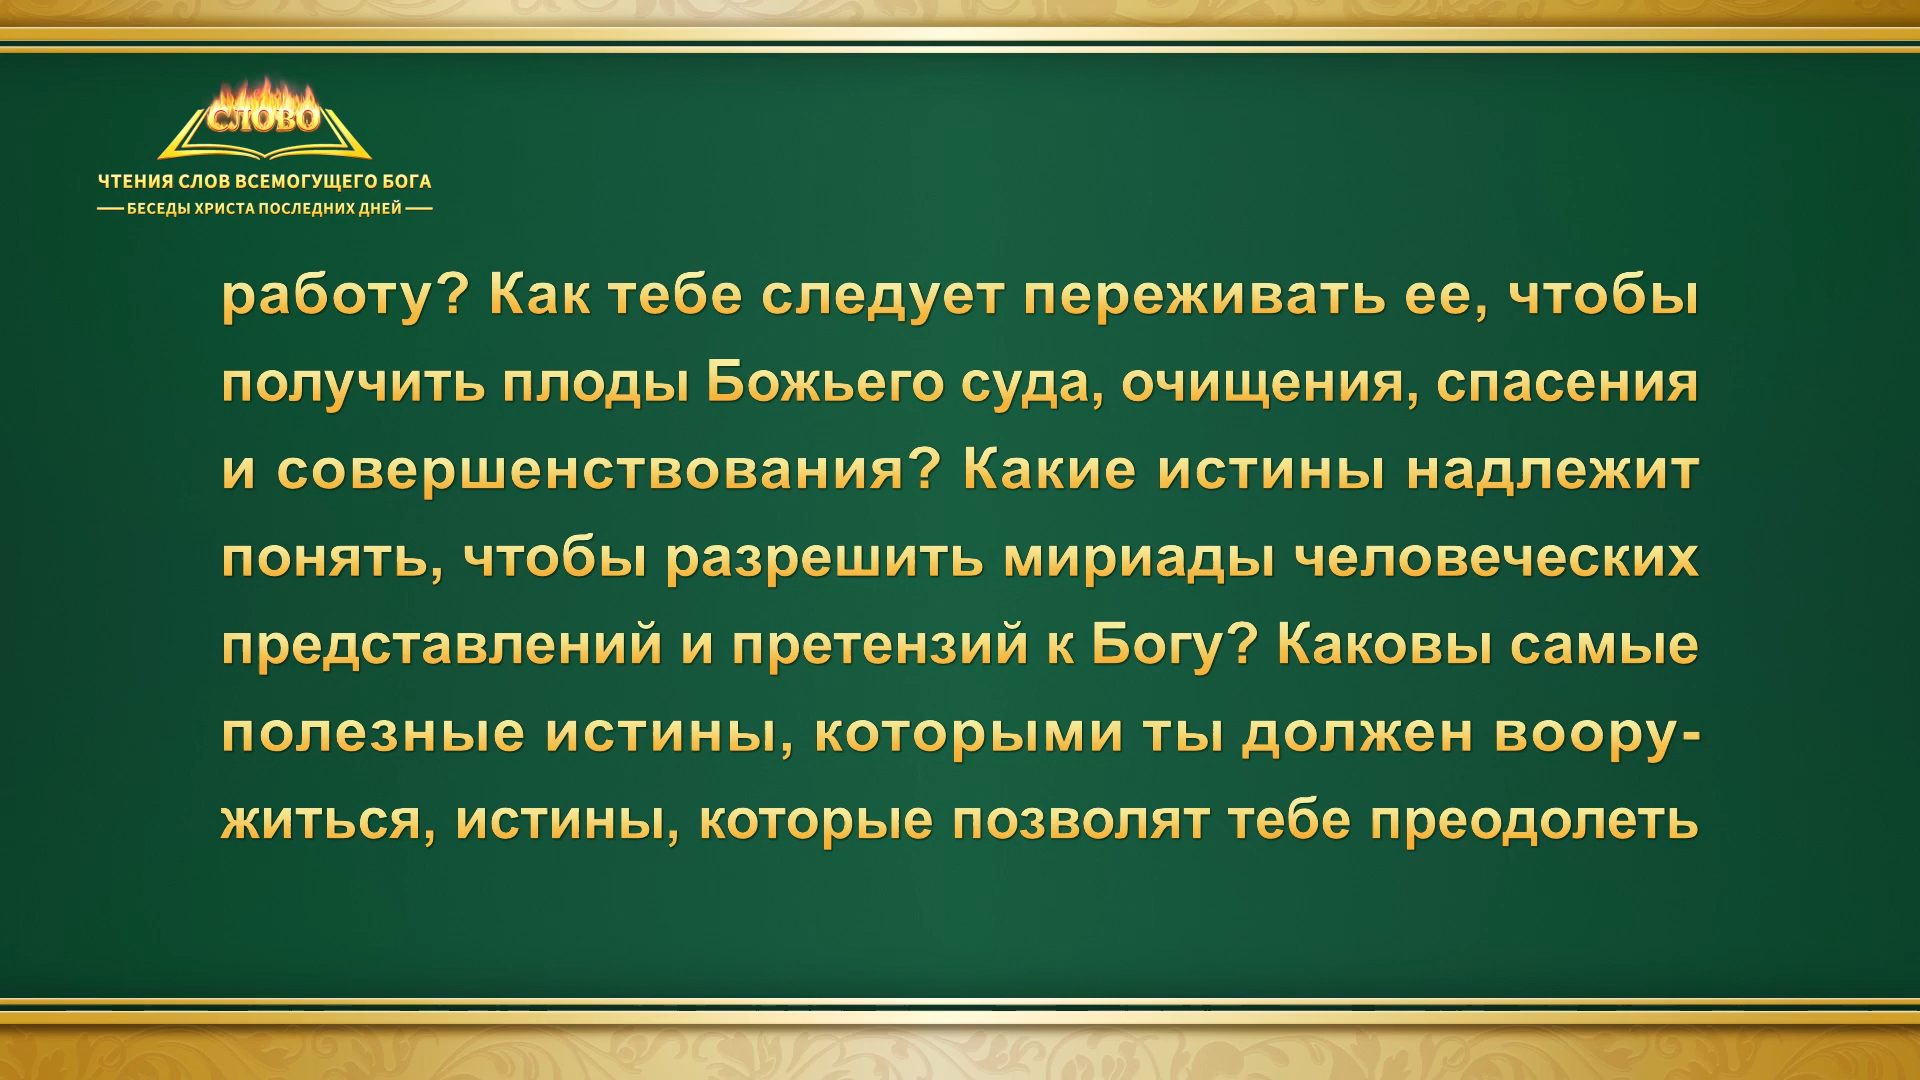 СЛОВО
ЧТЕНИЯ СЛОВ ВСЕМОГУЩЕГО БОГА
БЕСЕДЫ ХРИСТА ПОСЛЕДНИХ ДНЕЙ
работу? Как тебе следует переживать ее, чтобы
получить плоды Божьего суда, очищения, спасения
и совершенствования? Какие истины надлежит
понять, чтобы разрешить мириады человеческих
представлений и претензий к Богу? Каковы самые
полезные истины, которыми ты должен воору-
житься, истины, которые позволят тебе преодолеть